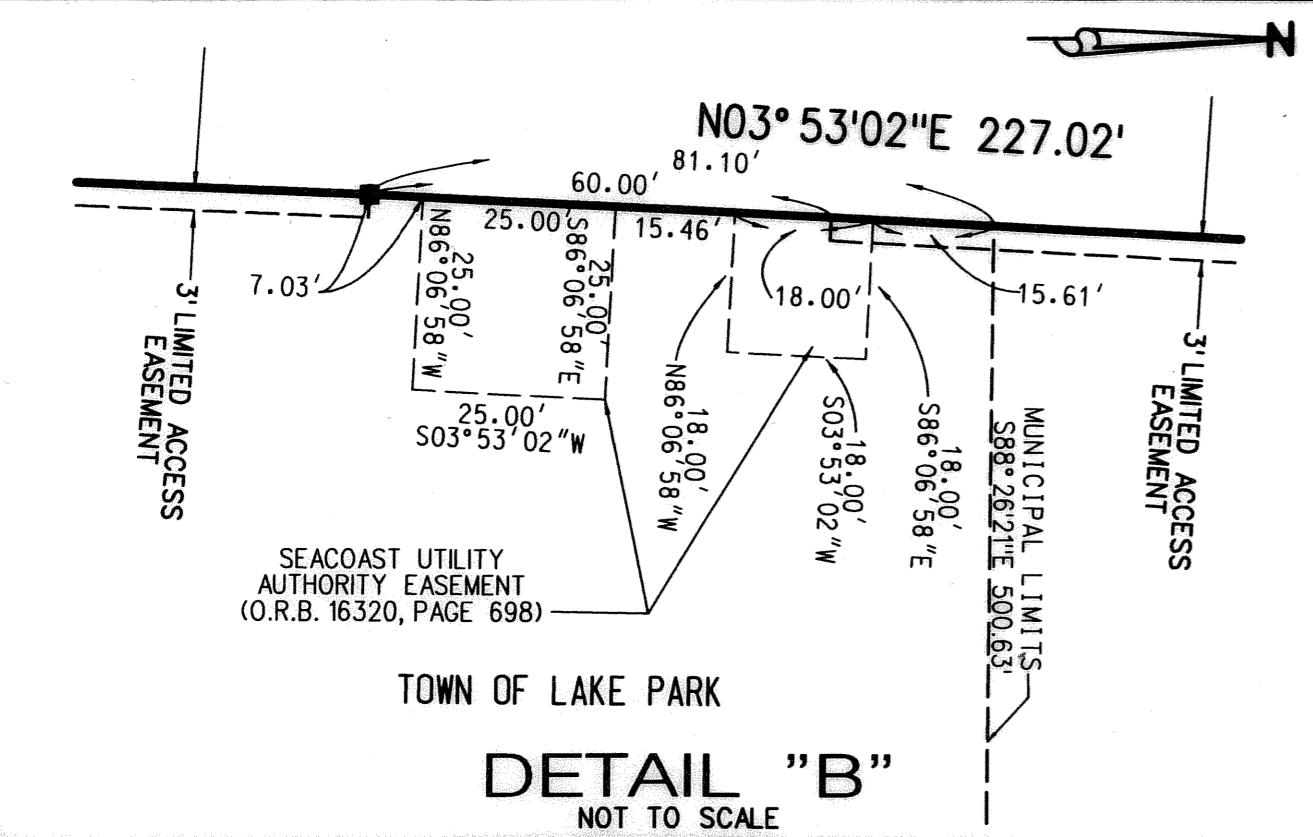 N
N03°53'02"E 227.02'
81.10'
60.00'
25.00'
15.46'
7.03'
N86°06'58"W
25.00'
S86°06'58"E
25.00'
18.00'
15.61'
3' LIMITED ACCESS
EASEMENT
25.00'
S03°53'02"W
18.00'
N86°06'58"W
18.00'
S03°53'02"W
18.00'
S86°06'58"E
MUNICIPAL LIMITS
S88°26'21"E 500.63'
3' LIMITED ACCESS
EASEMENT
SEACOAST UTILITY
AUTHORITY EASEMENT
(O.R.B. 16320, PAGE 698)
TOWN OF LAKE PARK
DETAIL "B"
NOT TO SCALE